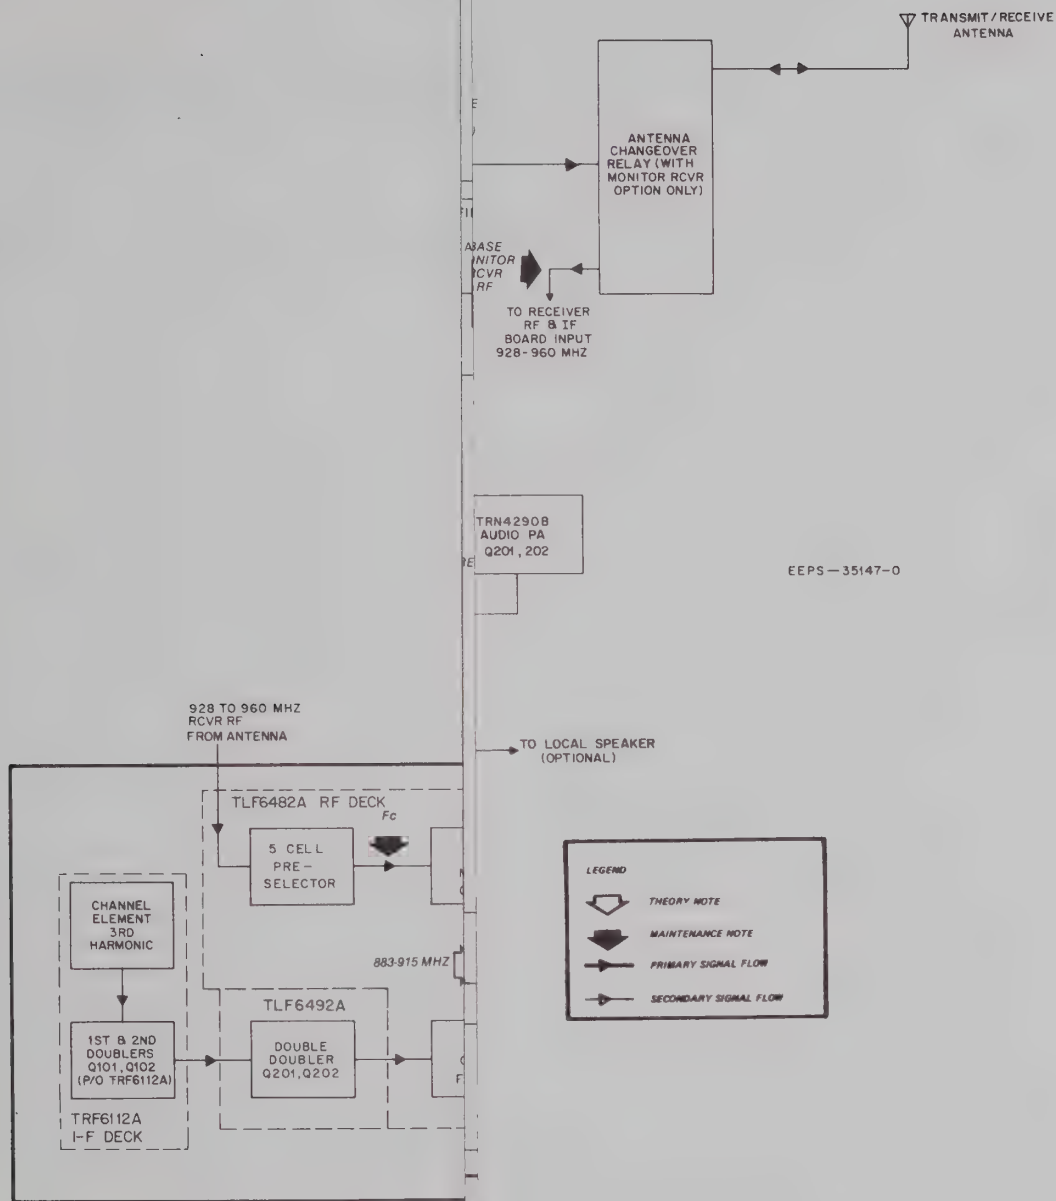 TRANSMIT/RECEIVE
ANTENNA
ANTENNA
CHANGEOVER
RELAY (WITH
MONITOR RCVR
OPTION ONLY)
RF
TO RECEIVER
RF & IF
BOARD INPUT
928-960 MHZ
TRN4290B
AUDIO PA
Q201, 202
EEPS-35147-0
928 TO 960 MHZ
RCVR RF
FROM ANTENNA
TO LOCAL SPEAKER
(OPTIONAL)
TLF6482A RF DECK
Fc
5 CELL
PRE-
SELECTOR
CHANNEL
ELEMENT
3RD
HARMONIC
883-915 MHZ
TLF6492A
1ST & 2ND
DOUBLERS
Q101, Q102
(P/O TRF6112A)
DOUBLE
DOUBLER
Q201, Q202
TRF6112A
I-F DECK
LEGEND
THEORY NOTE
MAINTENANCE NOTE
PRIMARY SIGNAL FLOW
SECONDARY SIGNAL FLOW